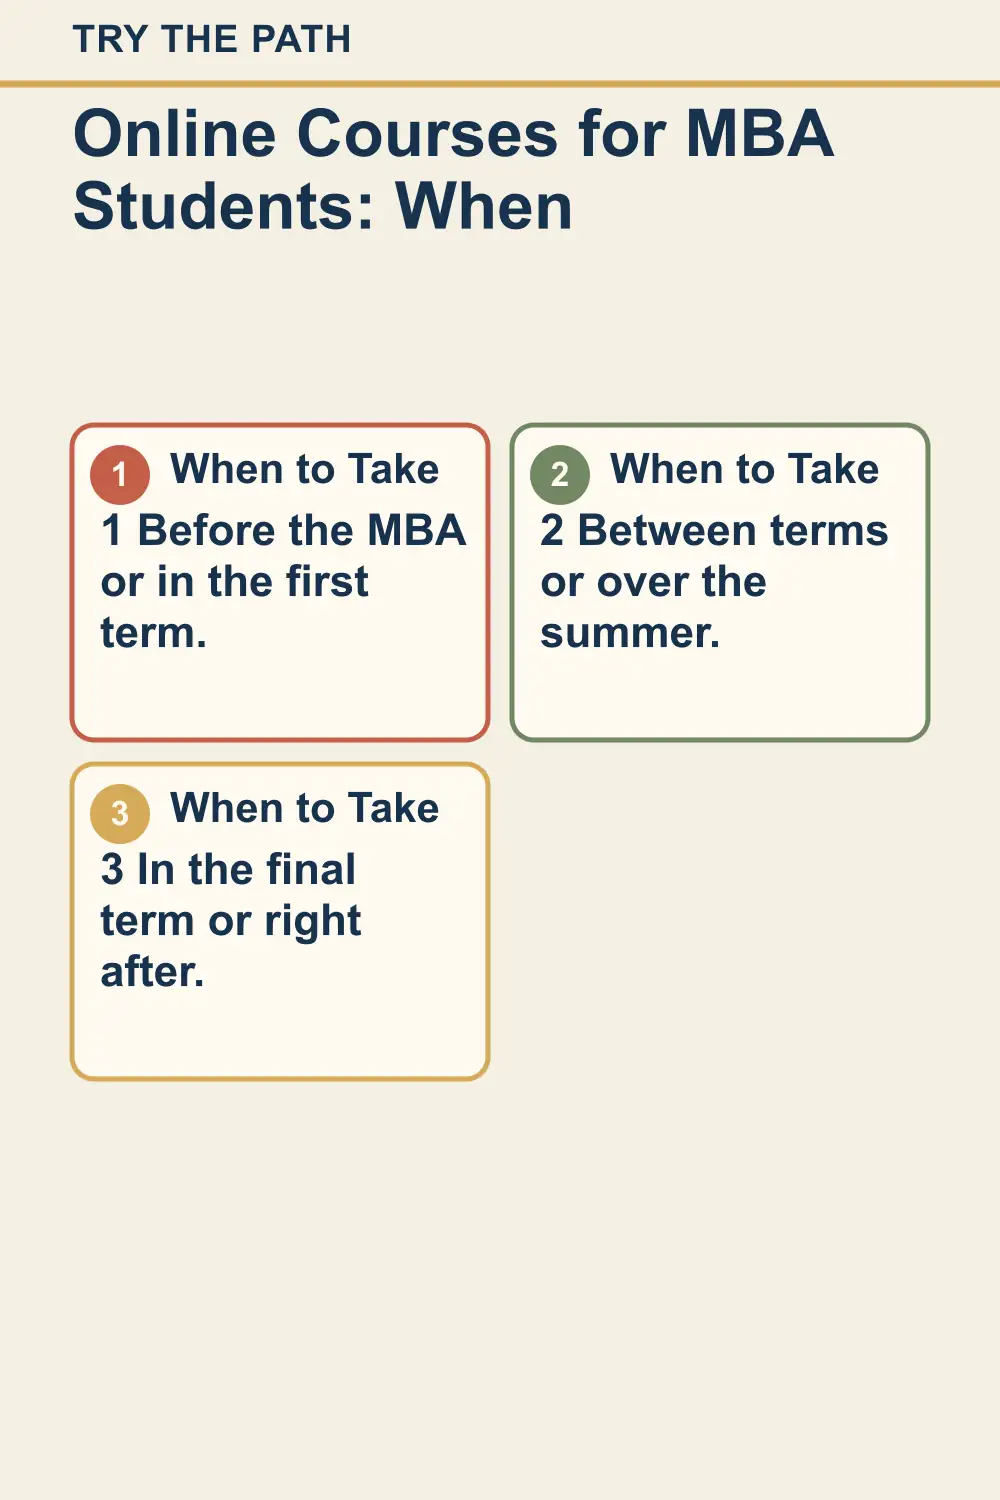 TRY THE PATH
Online Courses for MBA
Students: When
1 When to Take
1 Before the MBA
or in the first
term.
2 When to Take
2 Between terms
or over the
summer.
3 When to Take
3 In the final
term or right
after.